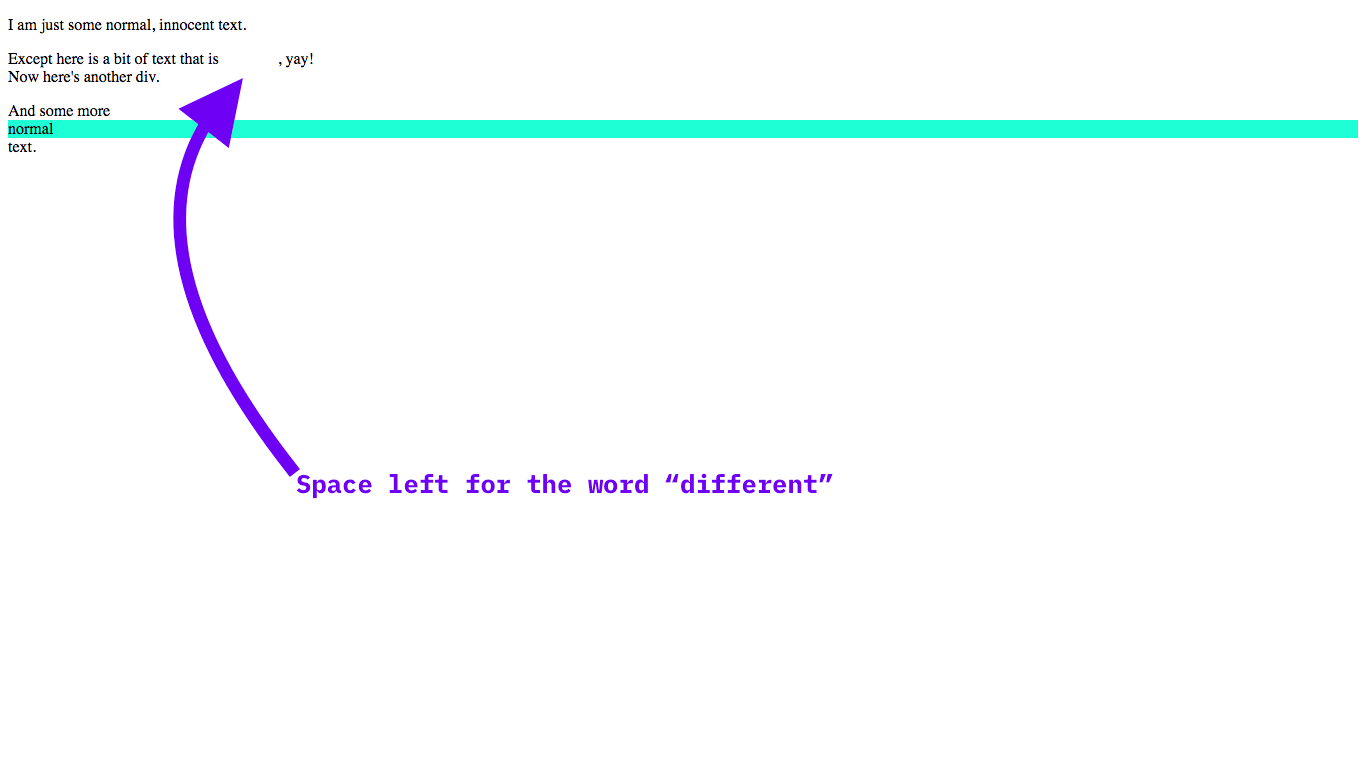 I am just some normal, innocent text.
Except here is a bit of text that is , yay!
Now here's another div.
And some more
normal
text.
Space left for the word “different”